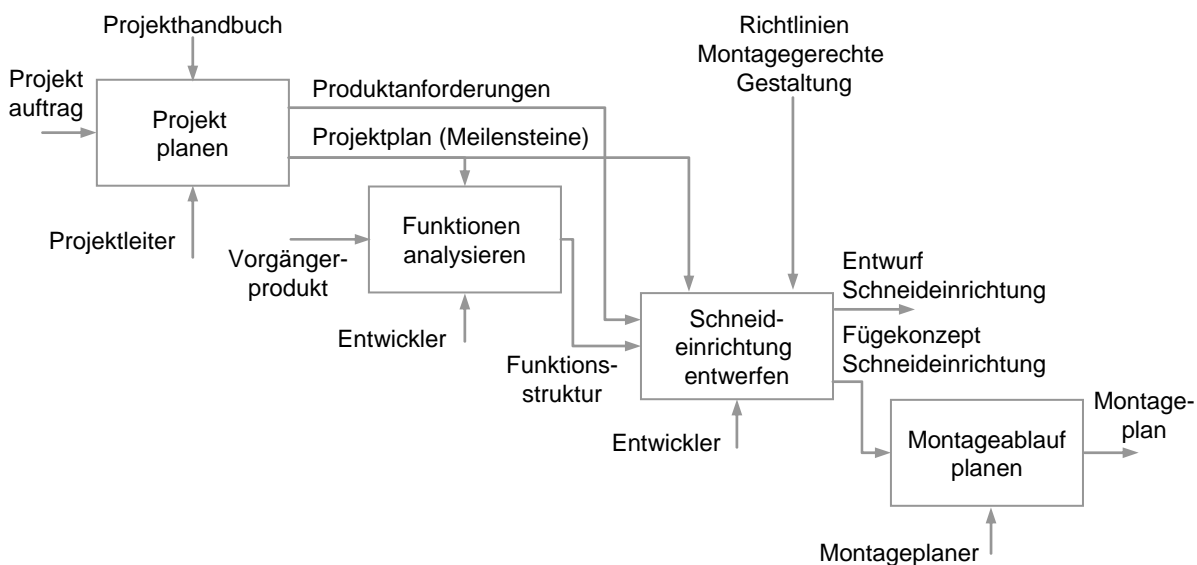 Projekthandbuch
Richtlinien
Montagegerechte
Gestaltung
Projekt
auftrag
Projekt
planen
Produktanforderungen
Projektplan (Meilensteine)
Projektleiter
Funktionen
analysieren
Vorgänger-
produkt
Entwickler
Funktions-
struktur
Schneid-
einrichtung
entwerfen
Entwurf
Schneideinrichtung
Fügekonzept
Schneideinrichtung
Entwickler
Montageablauf
planen
Montage-
plan
Montageplaner